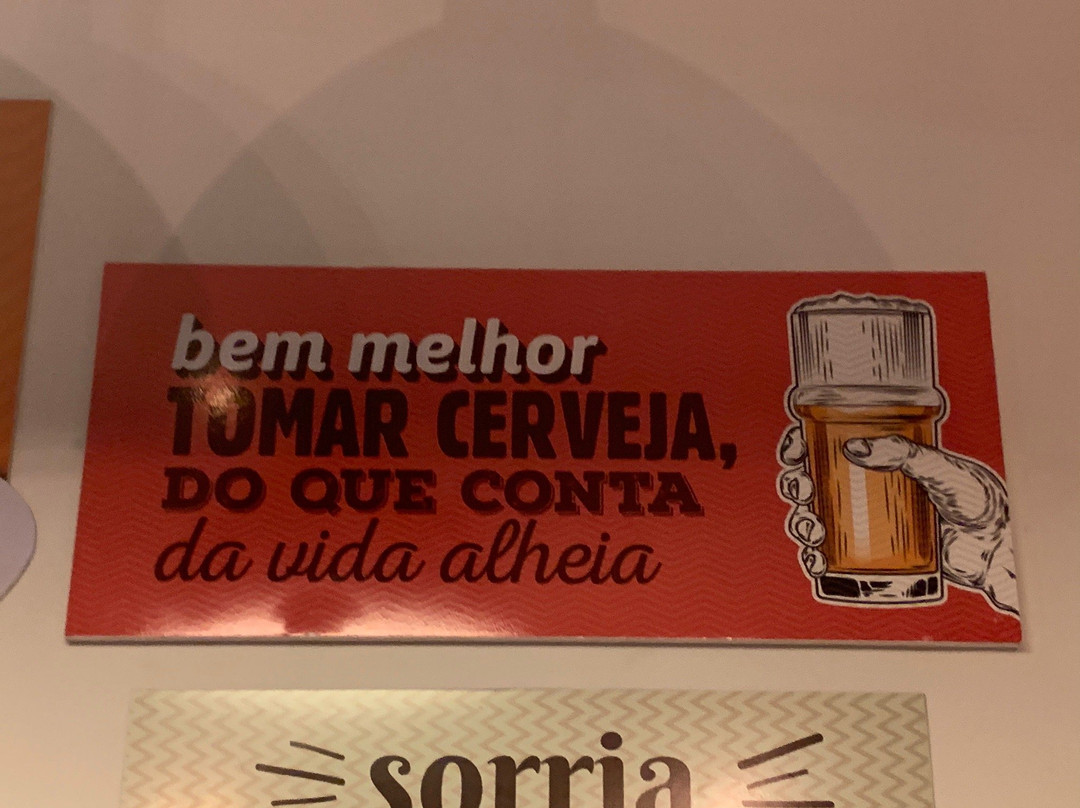 bem melhor
TOMAR CERVEJA,
DO QUE CONTA
da vida alheia
sorria